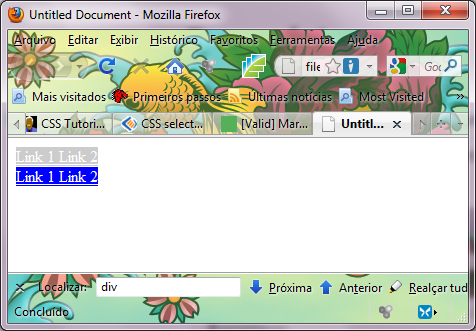 Untitled Document - Mozilla Firefox
Arquivo Editar Exibir Histórico Favoritos Ferramentas Ajuda
file Goo
Mais visitados Primeiros passos Últimas notícias Most Visited »
CSS Tutori... CSS select... [Valid] Mar... Untitl...
Link 1 Link 2
Link 1 Link 2
Localizar: div Próxima Anterior Realçar tud
Concluído